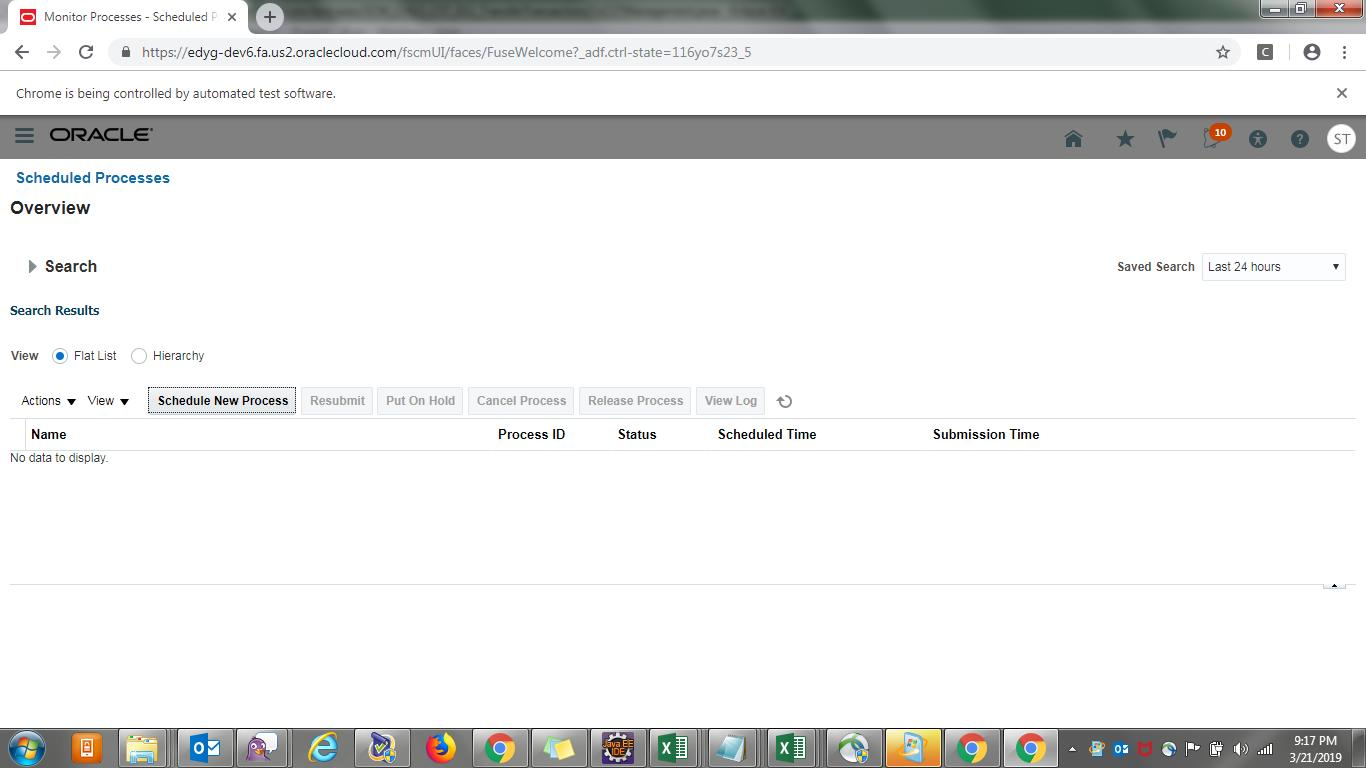 Monitor Processes - Scheduled P
https://edyg-dev6.fa.us2.oraclecloud.com/fscmUI/faces/FuseWelcome?_adf.ctrl-state=116yo7s23_5
C
Chrome is being controlled by automated test software.
ORACLE
10
ST
Scheduled Processes
Overview
Search
Saved Search Last 24 hours
Search Results
View Flat List Hierarchy
Actions View Schedule New Process Resubmit Put On Hold Cancel Process Release Process View Log
Name Process ID Status Scheduled Time Submission Time
No data to display.
Java EE
IDE
9:17 PM
3/21/2019